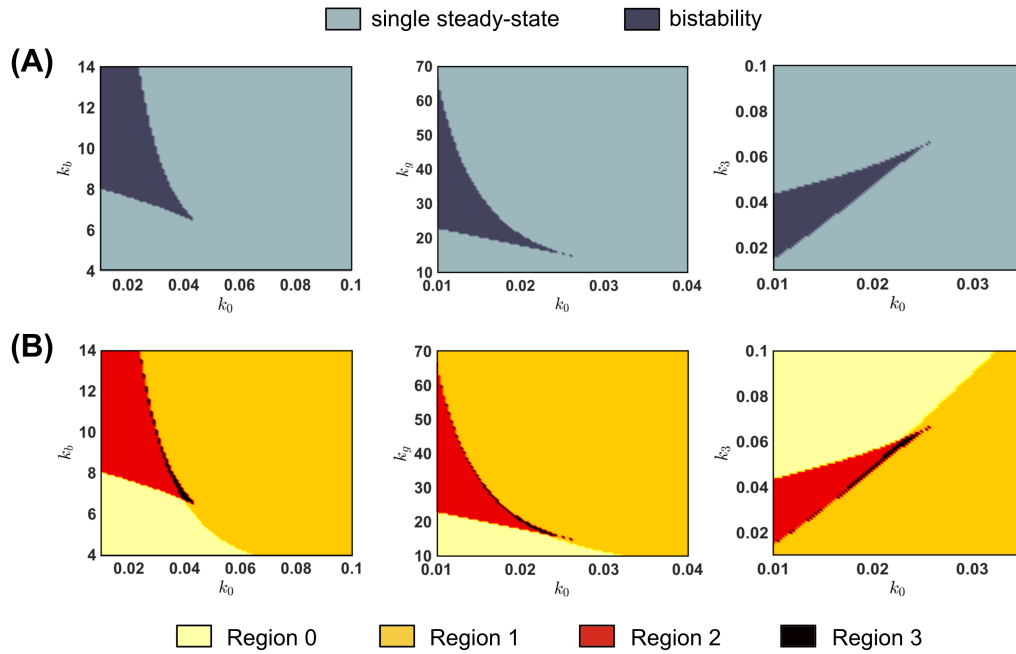 single steady-state bistability
(A)
14
12
10
8
6
4
k_b
0.02 0.04 0.06 0.08 0.1
k_0
70
60
50
40
30
20
10
k_g
0.01 0.02 0.03 0.04
k_0
0.1
0.08
0.06
0.04
0.02
k_3
0.01 0.02 0.03
k_0
(B)
14
12
10
8
6
4
k_b
0.02 0.04 0.06 0.08 0.1
k_0
70
60
50
40
30
20
10
k_g
0.01 0.02 0.03 0.04
k_0
0.1
0.08
0.06
0.04
0.02
k_3
0.01 0.02 0.03
k_0
Region 0 Region 1 Region 2 Region 3